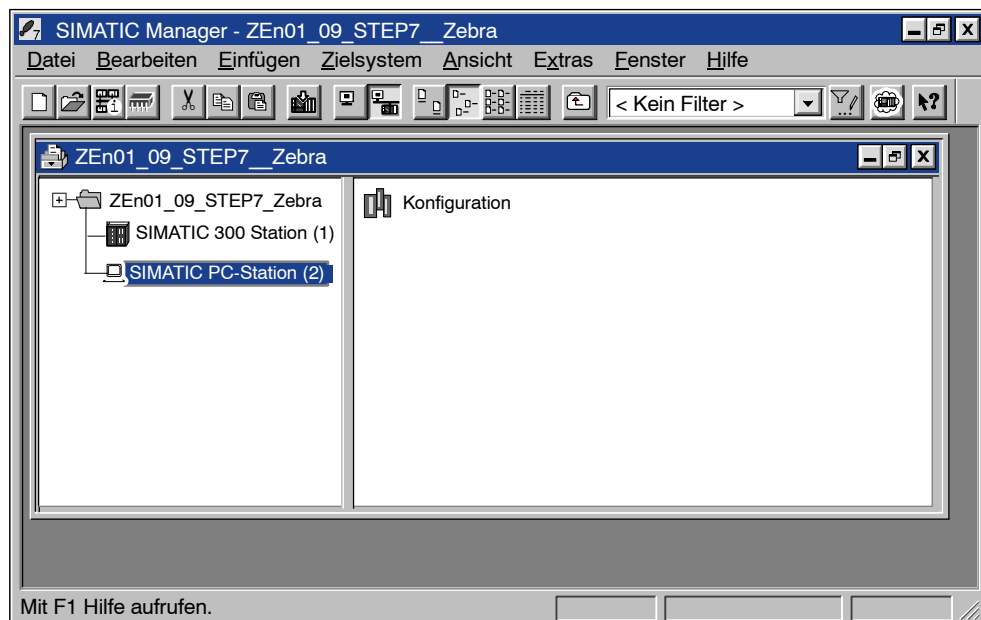 SIMATIC Manager - ZEn01_09_STEP7__Zebra
Datei Bearbeiten Einfügen Zielsystem Ansicht Extras Fenster Hilfe
< Kein Filter >
ZEn01_09_STEP7__Zebra
ZEn01_09_STEP7_Zebra
SIMATIC 300 Station (1)
SIMATIC PC-Station (2)
Konfiguration
Mit F1 Hilfe aufrufen.